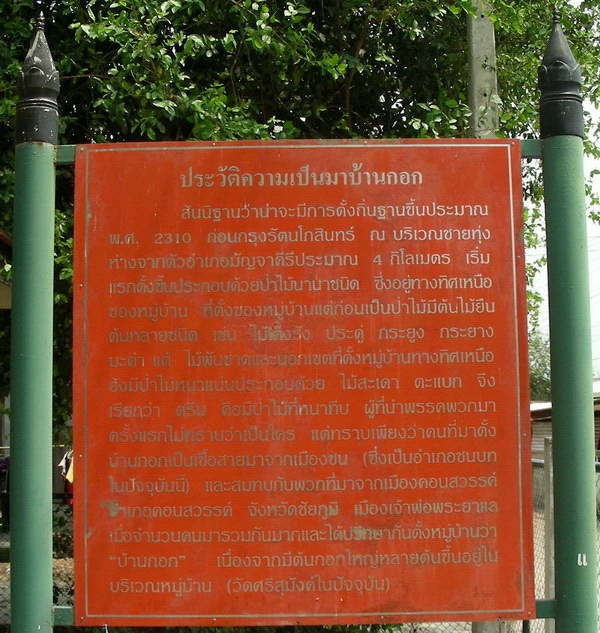 ประวัติความเป็นมาบ้านกอก
สันนิฐานว่าน่าจะมีการตั้งถิ่นฐานขึ้นประมาณ
พ.ศ. 2310 ก่อนกรุงรัตนโกสินทร์ ณ บริเวณชายทุ่ง
ห่างจากตัวอำเภอมัญจาคีรีประมาณ 4 กิโลเมตร เริ่ม
แรกตั้งขึ้นประกอบด้วยป่าไม้นานาชนิด ซึ่งอยู่ทางทิศเหนือ
ของหมู่บ้าน ที่ตั้งของหมู่บ้านแต่ก่อนเป็นป่าไม้มีต้นไม้ยืน
ต้นหลายชนิด เช่น ไม้เต็งรัง ประดู่ กระยูง กระยาง
มะค่า แต้ ไม้พันชาดและนอกเขตที่ตั้งหมู่บ้านทางทิศเหนือ
ยังมีป่าไม้หนาแน่นประกอบด้วย ไม้สะเดา ตะแบก จึง
เรียกว่า ดรีม คือมีป่าไม้ที่หนาทึบ ผู้ที่นำพรรคพวกมา
ครั้งแรกไม่ทราบว่าเป็นใคร แต่ทราบเพียงว่าคนที่มาตั้ง
บ้านกอกเป็นเชื้อสายมาจากเมืองชน (ซึ่งเป็นอำเภอชนบท
ในปัจจุบันนี้) และสมทบกับพวกที่มาจากเมืองคอนสวรรค์
อำเภอคอนสวรรค์ จังหวัดชัยภูมิ เมืองเจ้าพ่อพระยาแล
เมื่อจำนวนคนมารวมกันมากและได้ปรึกษากันตั้งหมู่บ้านว่า
"บ้านกอก" เนื่องจากมีต้นกอกใหญ่หลายต้นขึ้นอยู่ใน
บริเวณหมู่บ้าน (วัดศรีสุมังค์ในปัจจุบัน)